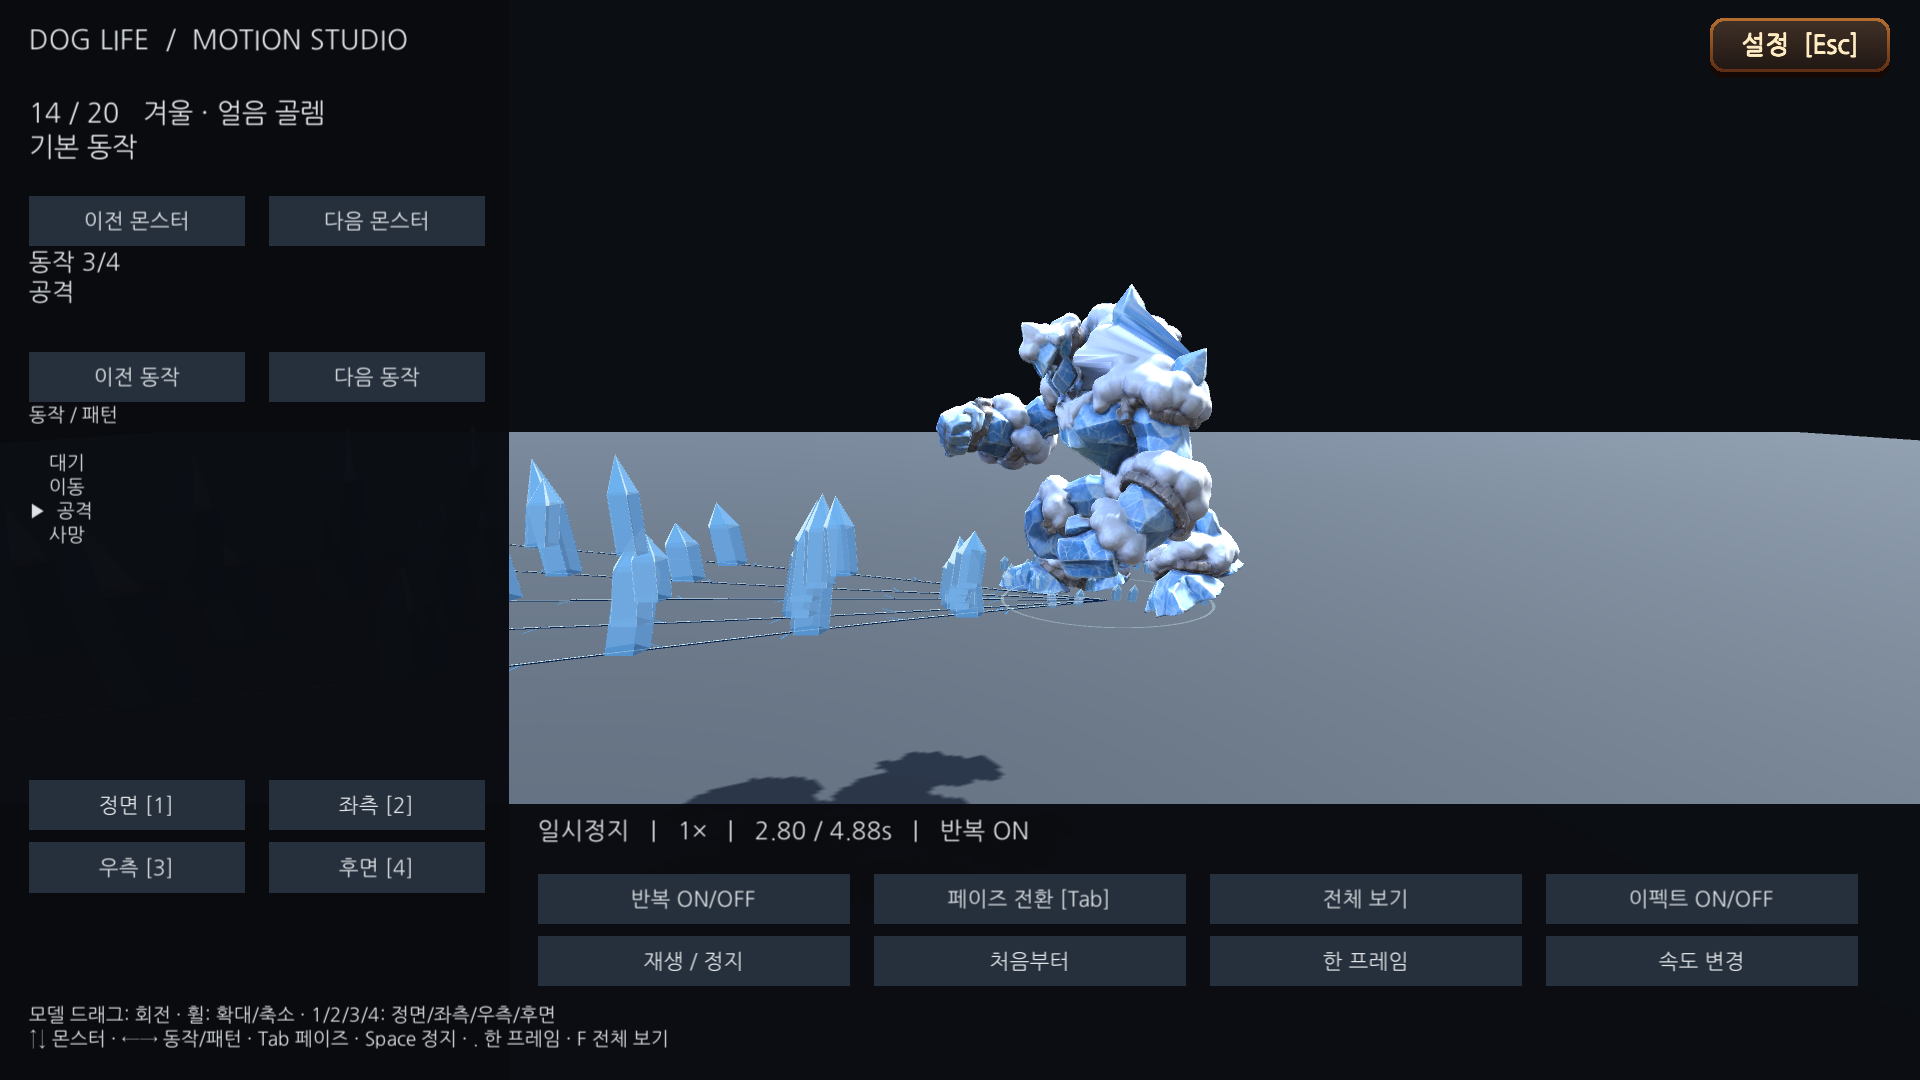 DOG LIFE / MOTION STUDIO
설정 [Esc]
14 / 20 겨울 · 얼음 골렘
기본 동작
이전 몬스터 다음 몬스터
동작 3/4
공격
이전 동작 다음 동작
동작 / 패턴
대기
이동
▶ 공격
사망
정면 [1] 좌측 [2]
우측 [3] 후면 [4]
일시정지 | 1× | 2.80 / 4.88s | 반복 ON
반복 ON/OFF 페이즈 전환 [Tab] 전체 보기 이펙트 ON/OFF
재생 / 정지 처음부터 한 프레임 속도 변경
모델 드래그: 회전 · 휠: 확대/축소 · 1/2/3/4: 정면/좌측/우측/후면
↑↓ 몬스터 · ←→ 동작/패턴 · Tab 페이즈 · Space 정지 · . 한 프레임 · F 전체 보기